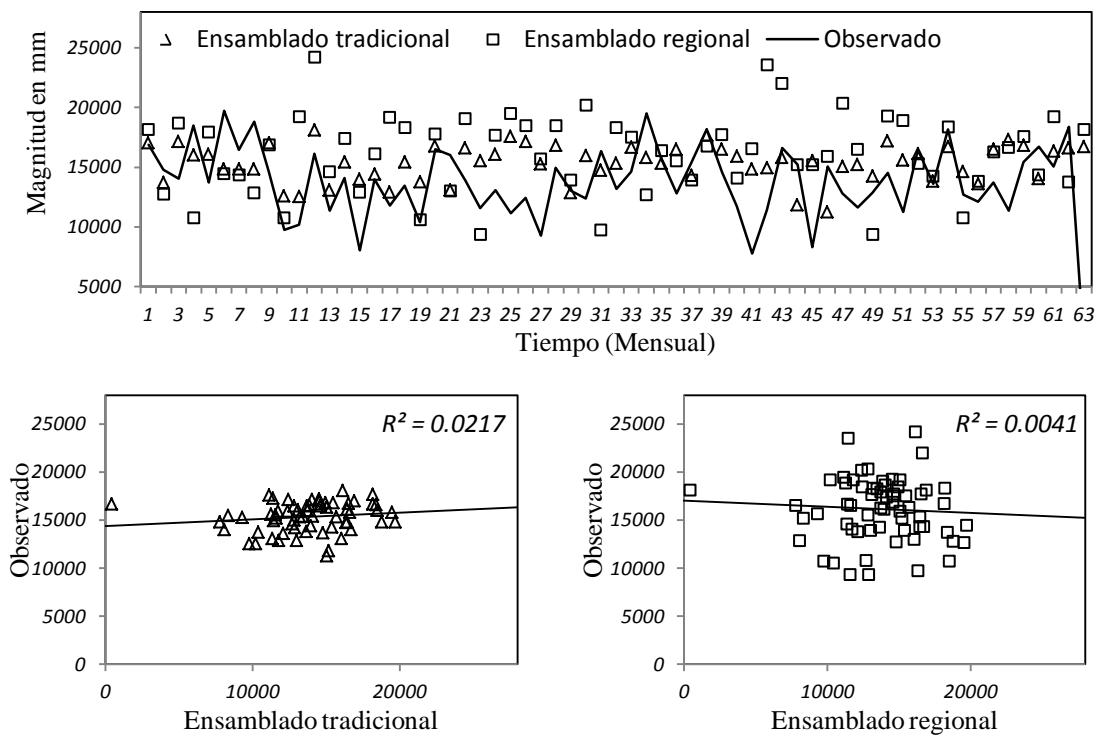 25000
20000
15000
10000
5000
Magnitud en mm
Ensamblado tradicional
Ensamblado regional
Observado
1 3 5 7 9 11 13 15 17 19 21 23 25 27 29 31 33 35 37 39 41 43 45 47 49 51 53 55 57 59 61 63
Tiempo (Mensual)
R² = 0.0217
25000
20000
15000
10000
5000
0
Observado
0 10000 20000
Ensamblado tradicional
R² = 0.0041
25000
20000
15000
10000
5000
0
Observado
0 10000 20000
Ensamblado regional